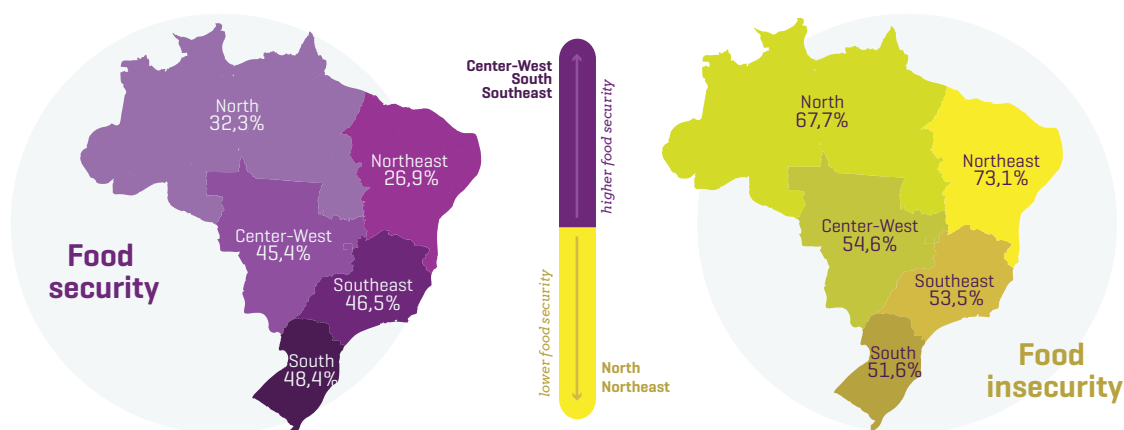 North
32,3%
Northeast
26,9%
Center-West
45,4%
Southeast
46,5%
South
48,4%
Food
security
Center-West
South
Southeast
higher food security
lower food security
North
Northeast
North
67,7%
Northeast
73,1%
Center-West
54,6%
Southeast
53,5%
South
51,6%
Food
insecurity